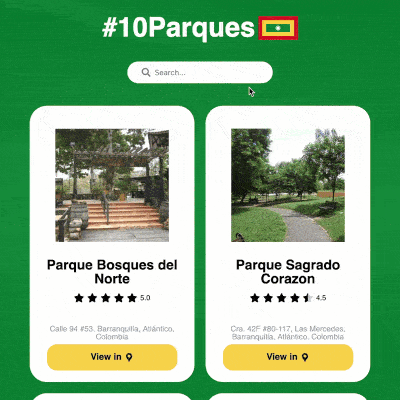 #10Parques
Search...
Parque Bosques del
Norte
5.0
Calle 94 #53, Barranquilla, Atlántico,
Colombia
View in
Parque Sagrado
Corazon
4.5
Cra. 42F #80-117, Las Mercedes,
Barranquilla, Atlántico, Colombia
View in